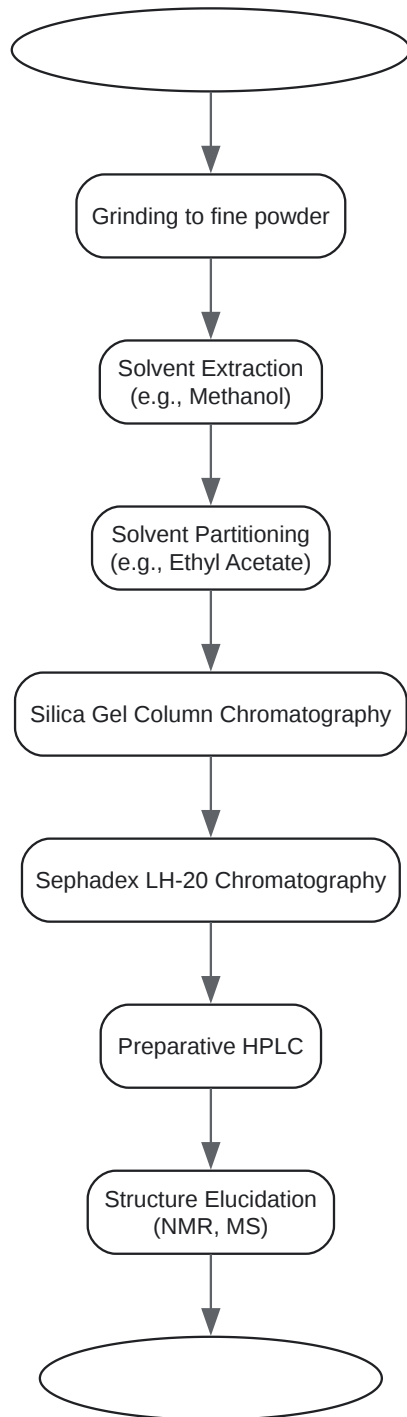 Grinding to fine powder
Solvent Extraction
(e.g., Methanol)
Solvent Partitioning
(e.g., Ethyl Acetate)
Silica Gel Column Chromatography
Sephadex LH-20 Chromatography
Preparative HPLC
Structure Elucidation
(NMR, MS)